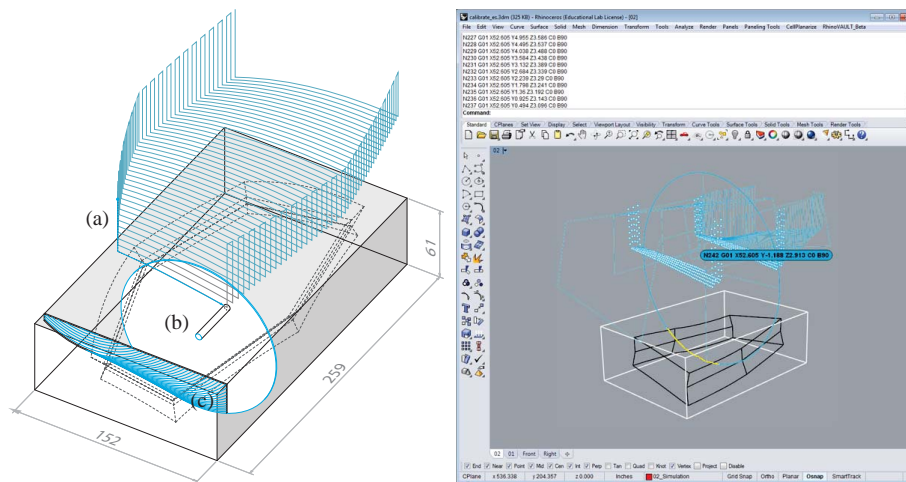 (a)
(b)
(c)
61
259
152
calibrate_es.3dm (325 KB) - Rhinoceros (Educational Lab License) - [02]
File Edit View Curve Surface Solid Mesh Dimension Transform Tools Analyze Render Panels Paneling Tools CellPlanarize RhinoVAULT_Beta
N227 G01 X52.605 Y4.955 Z3.586 C0 B90
N228 G01 X52.605 Y4.495 Z3.537 C0 B90
N229 G01 X52.605 Y4.038 Z3.488 C0 B90
N230 G01 X52.605 Y3.584 Z3.438 C0 B90
N231 G01 X52.605 Y3.132 Z3.389 C0 B90
N232 G01 X52.605 Y2.684 Z3.339 C0 B90
N233 G01 X52.605 Y2.239 Z3.29 C0 B90
N234 G01 X52.605 Y1.798 Z3.241 C0 B90
N235 G01 X52.605 Y1.36 Z3.192 C0 B90
N236 G01 X52.605 Y0.925 Z3.143 C0 B90
N237 G01 X52.605 Y0.494 Z3.096 C0 B90
Command:
Standard CPlanes Set View Display Select Viewport Layout Visibility Transform Curve Tools Surface Tools Solid Tools Mesh Tools Render Tools
02
N242 G01 X52.605 Y-1.189 Z2.913 C0 B90
02 01 Front Right
End Near Point Mid Cen Int Perp Tan Quad Knot Vertex Project Disable
CPlane x 536.338 y 204.357 z 0.000 Inches 02_Simulation Grid Snap Ortho Planar Osnap SmartTrack